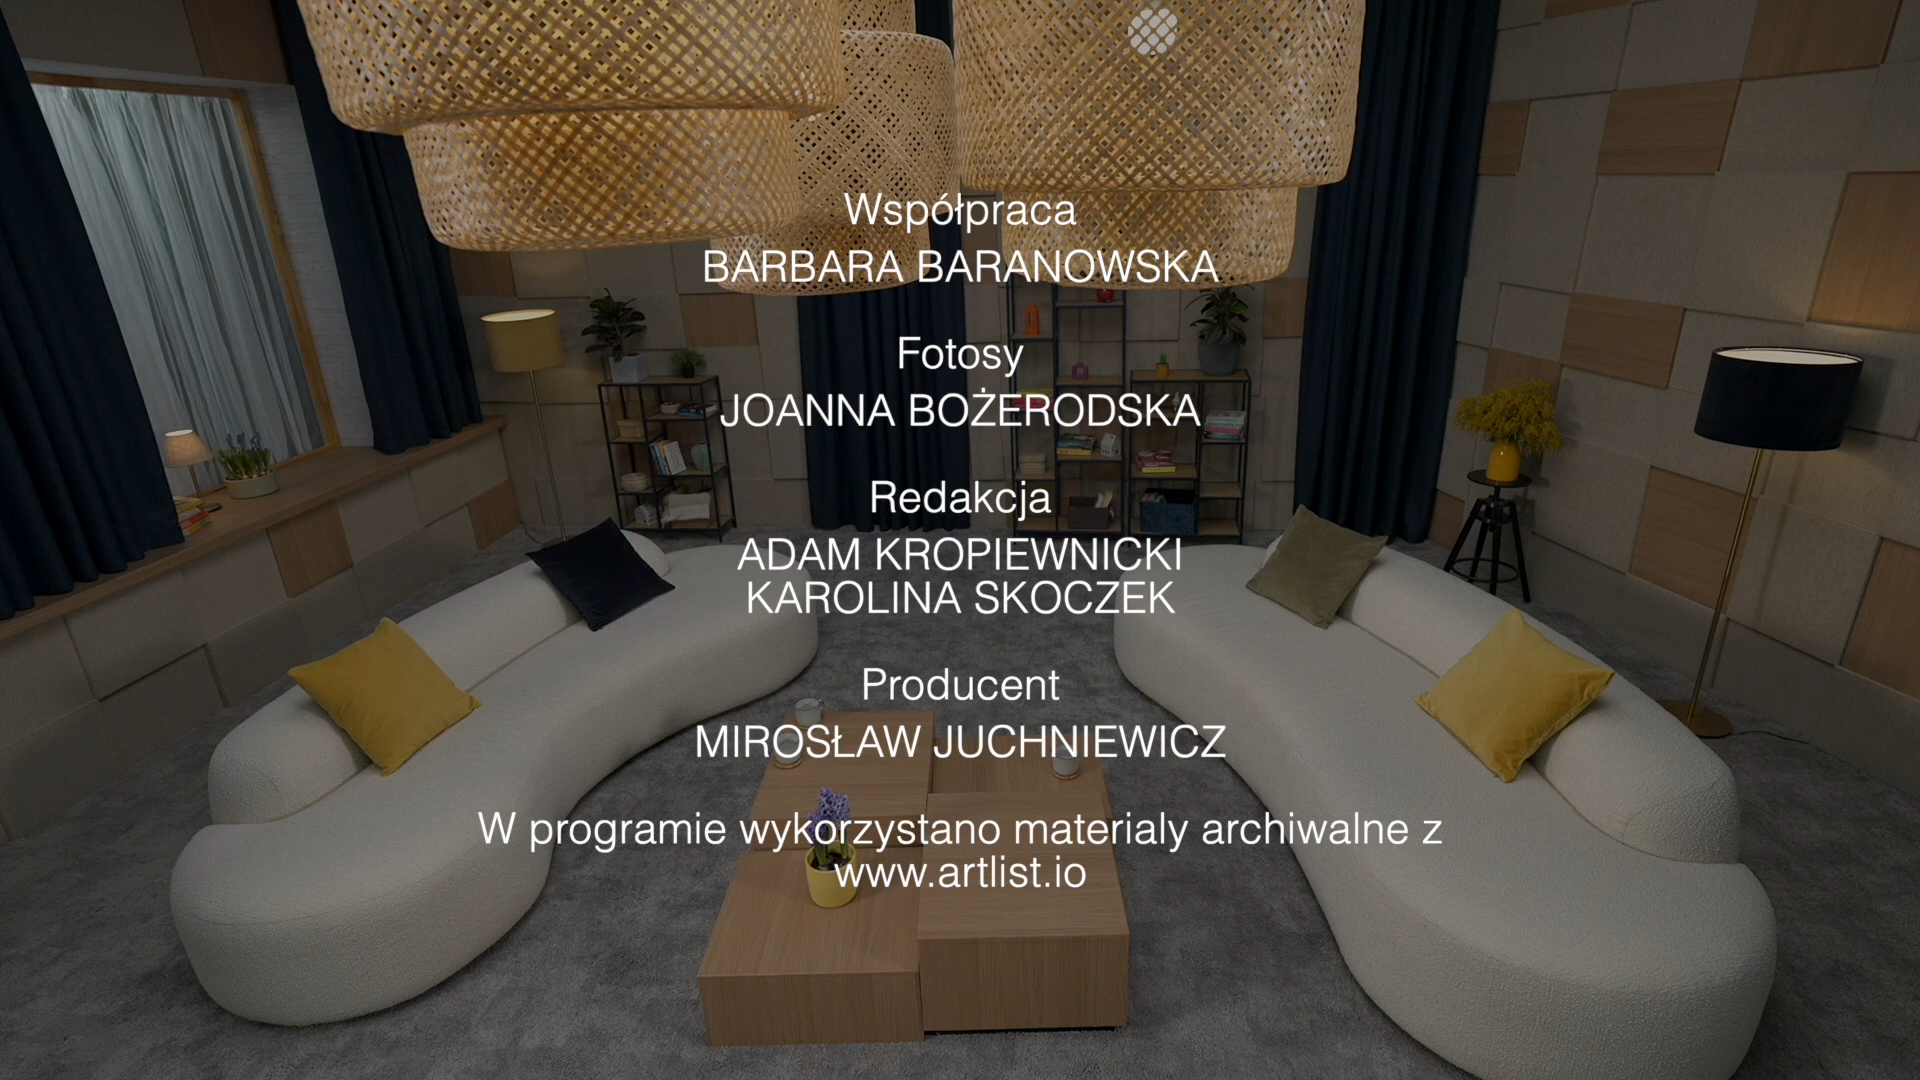 Współpraca
BARBARA BARANOWSKA
Fotosy
JOANNA BOŻERODSKA
Redakcja
ADAM KROPIEWNICKI
KAROLINA SKOCZEK
Producent
MIROSŁAW JUCHNIEWICZ
W programie wykorzystano materialy archiwalne z
www.artlist.io